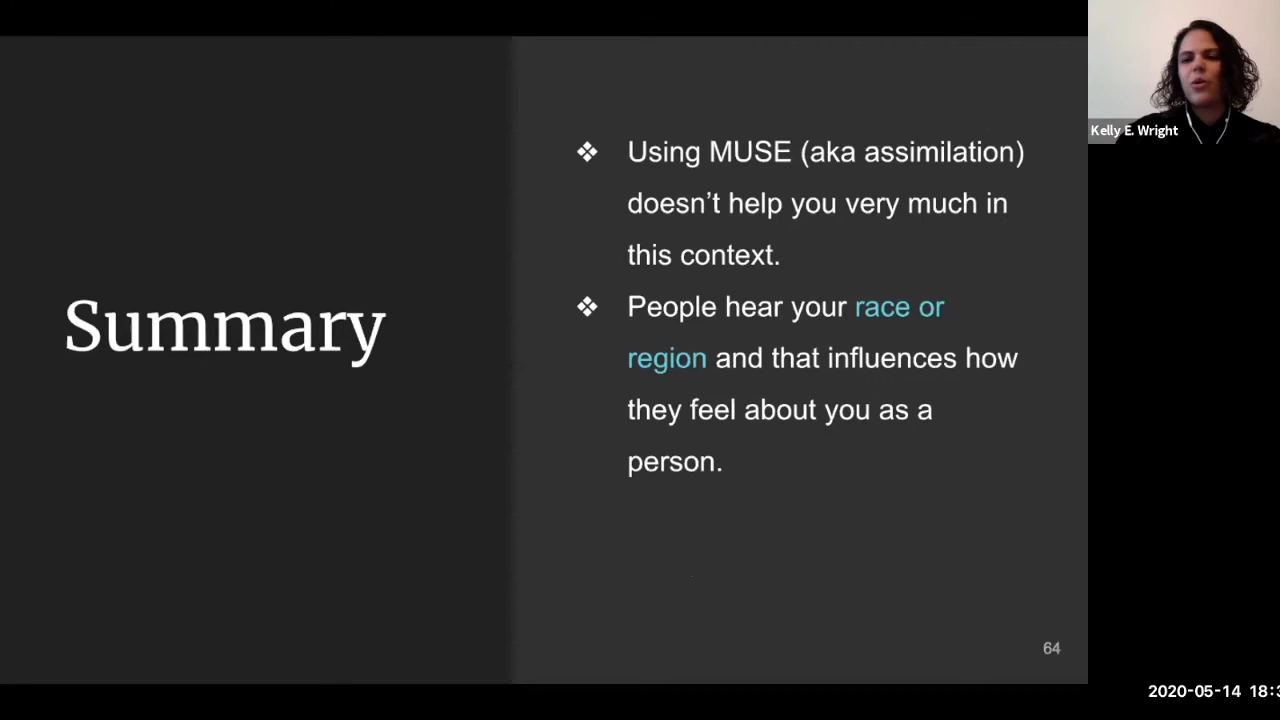 Summary
❖ Using MUSE (aka assimilation)
doesn’t help you very much in
this context.
❖ People hear your race or
region and that influences how
they feel about you as a
person.
64
Kelly E. Wright
2020-05-14 18:3